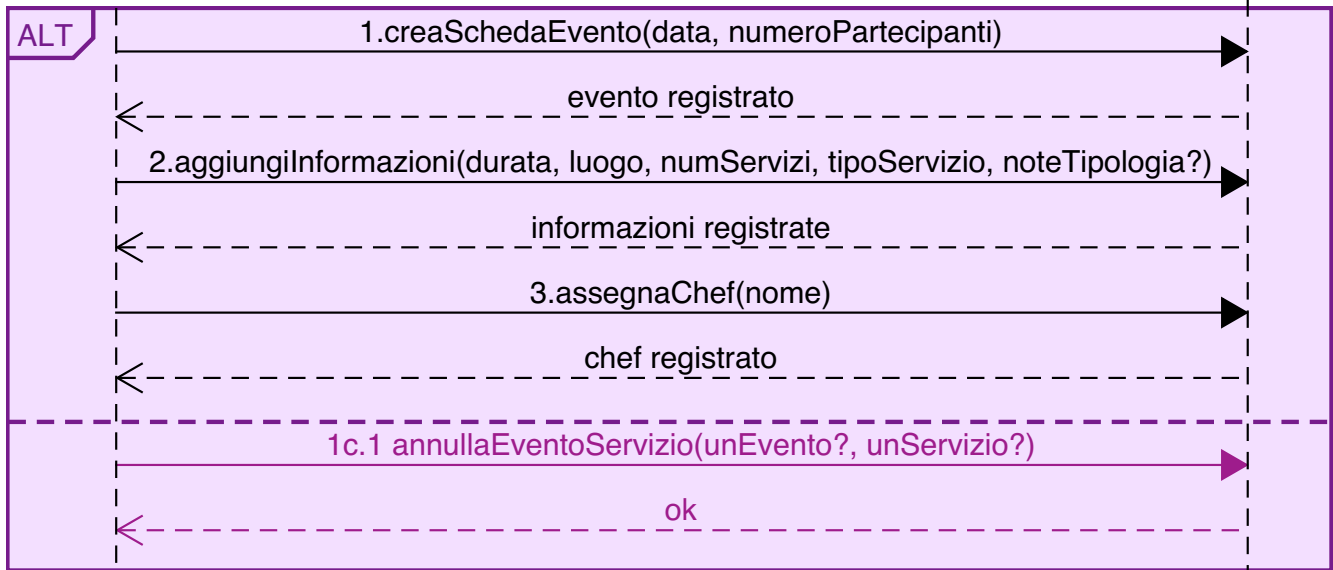 ALT
1.creaSchedaEvento(data, numeroPartecipanti)
evento registrato
2.aggiungiInformazioni(durata, luogo, numServizi, tipoServizio, noteTipologia?)
informazioni registrate
3.assegnaChef(nome)
chef registrato
1c.1 annullaEventoServizio(unEvento?, unServizio?)
ok